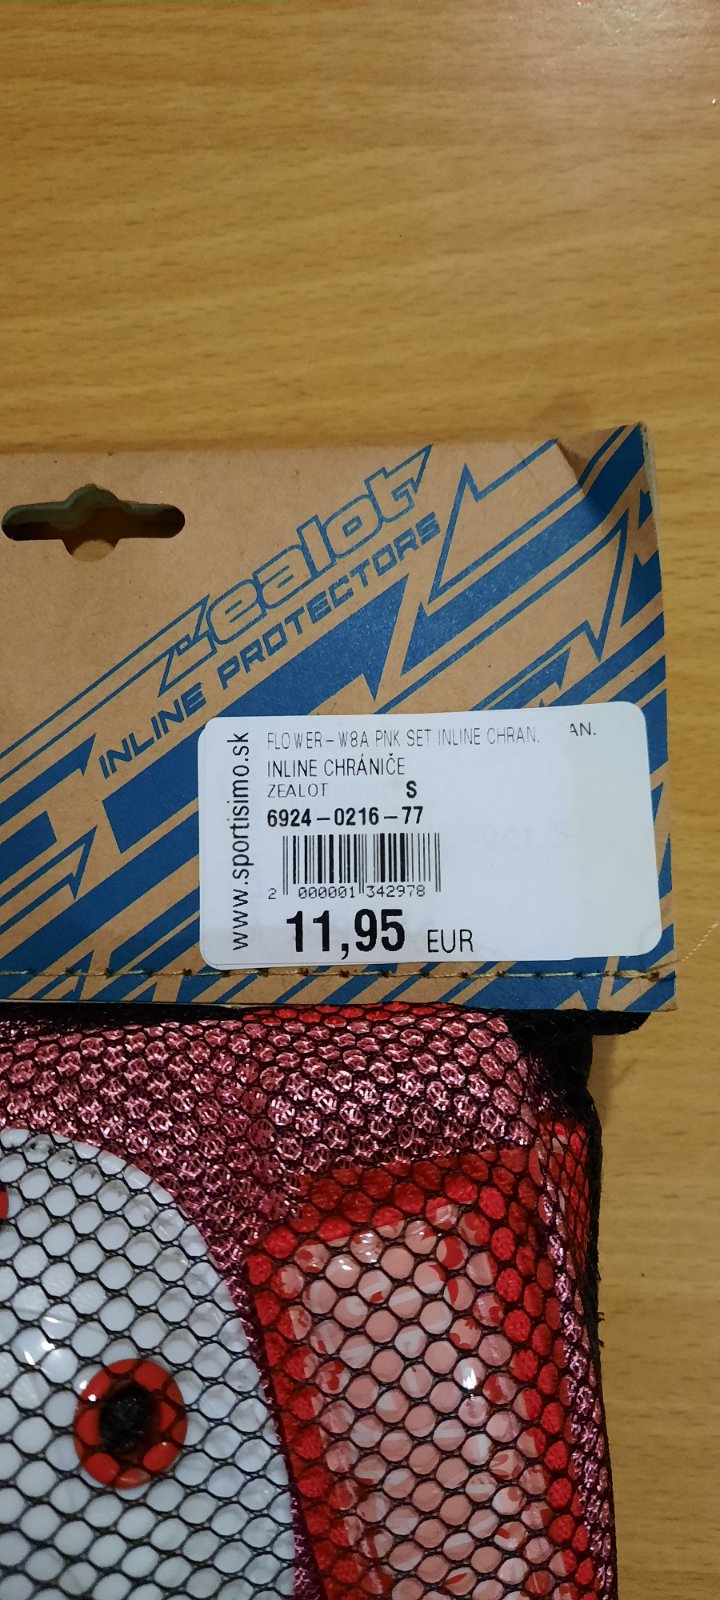 Zealot
INLINE PROTECTORS
www.sportisimo.sk
FLOWER-W8A PNK SET INLINE CHRAN. AN.
INLINE CHRÁNIČE
ZEALOT S
6924-0216-77
2 000001 342978
11,95 EUR